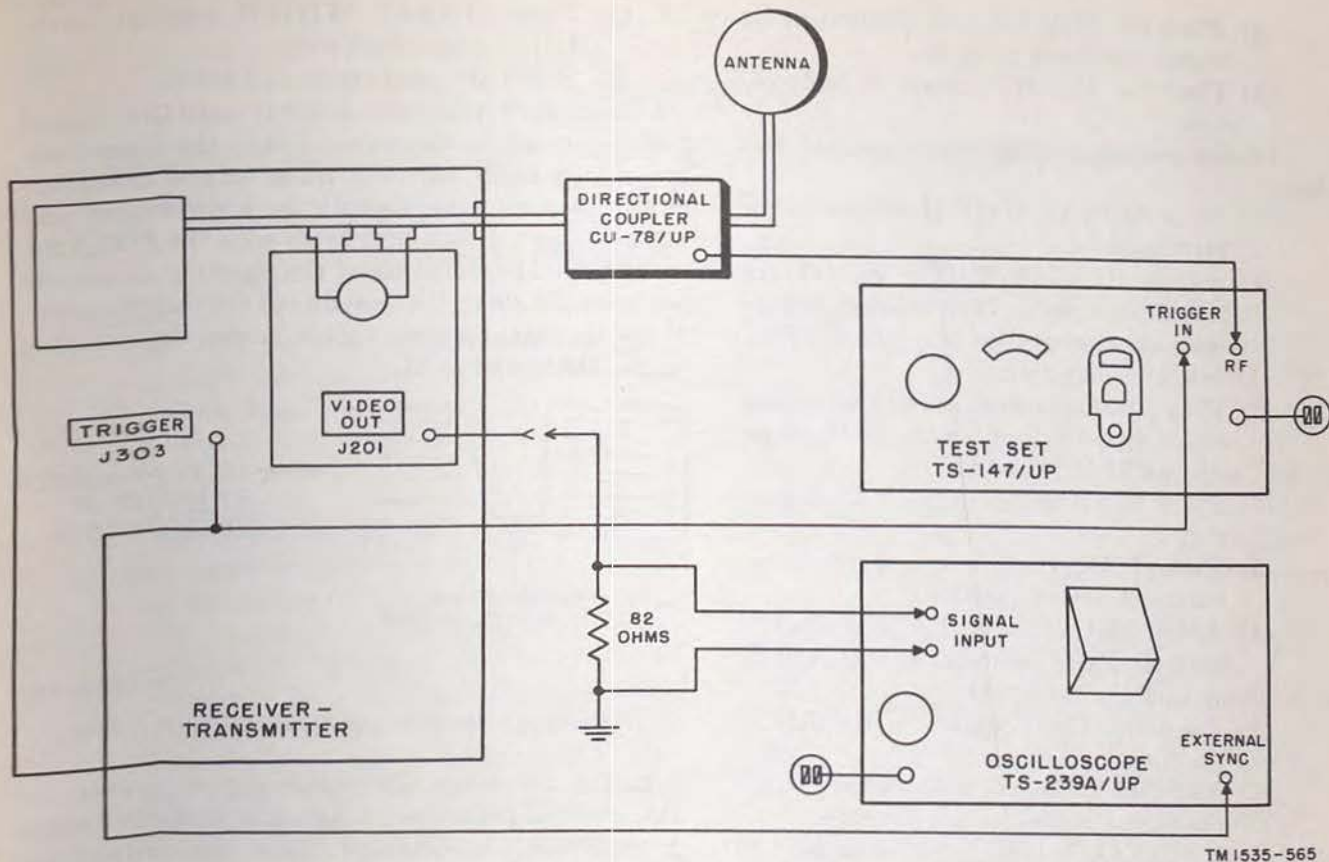 ANTENNA
DIRECTIONAL
COUPLER
CU-78/UP
TRIGGER
IN
RF
TEST SET
TS-147/UP
TRIGGER
J303
VIDEO
OUT
J201
82
OHMS
SIGNAL
INPUT
RECEIVER-
TRANSMITTER
OSCILLOSCOPE
TS-239A/UP
EXTERNAL
SYNC
TM 1535-565